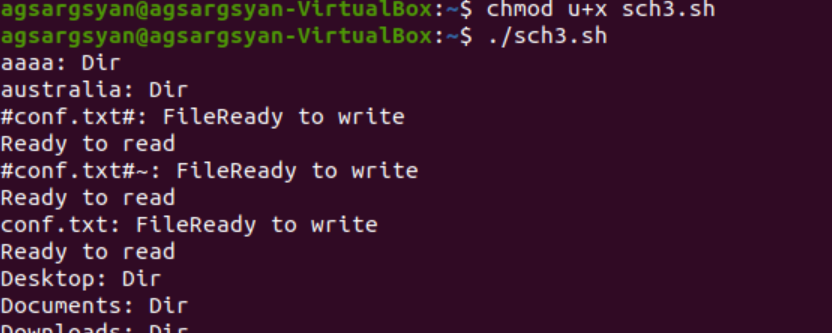 agsargsyan@agsargsyan-VirtualBox:~$ chmod u+x sch3.sh
agsargsyan@agsargsyan-VirtualBox:~$ ./sch3.sh
aaaa: Dir
australia: Dir
#conf.txt#: FileReady to write
Ready to read
#conf.txt#~: FileReady to write
Ready to read
conf.txt: FileReady to write
Ready to read
Desktop: Dir
Documents: Dir
Downloads: Dir